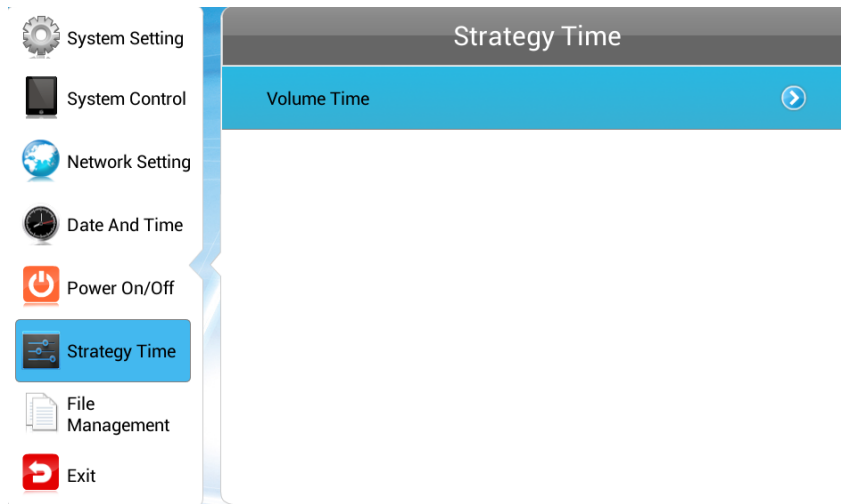 System Setting
System Control
Network Setting
Date And Time
Power On/Off
Strategy Time
File
Management
Exit
Strategy Time
Volume Time